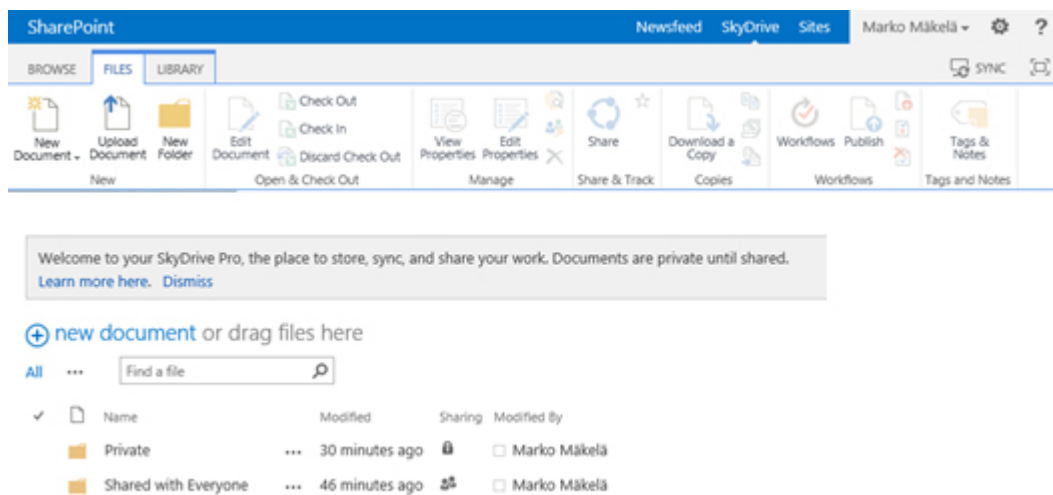 SharePoint Newsfeed SkyDrive Sites Marko Mäkelä ?
BROWSE FILES LIBRARY SYNC
New Document Upload Document New Folder
New
Edit Document Check Out Check In Discard Check Out
Open & Check Out
View Properties Edit Properties
Manage
Share
Share & Track
Download a Copy
Copies
Workflows Publish
Workflows
Tags & Notes
Tags and Notes
Welcome to your SkyDrive Pro, the place to store, sync, and share your work. Documents are private until shared.
Learn more here. Dismiss
new document or drag files here
All ... Find a file
Name Modified Sharing Modified By
Private ... 30 minutes ago Marko Mäkelä
Shared with Everyone ... 46 minutes ago Marko Mäkelä